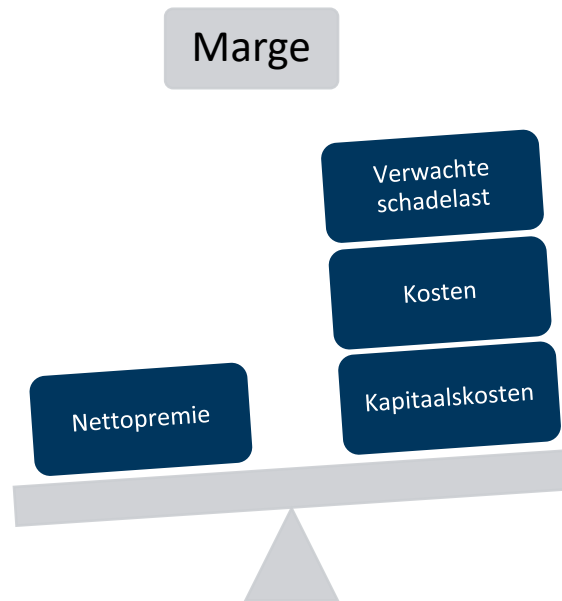 Marge
Verwachte
schadelast
Kosten
Kapitaalskosten
Nettopremie